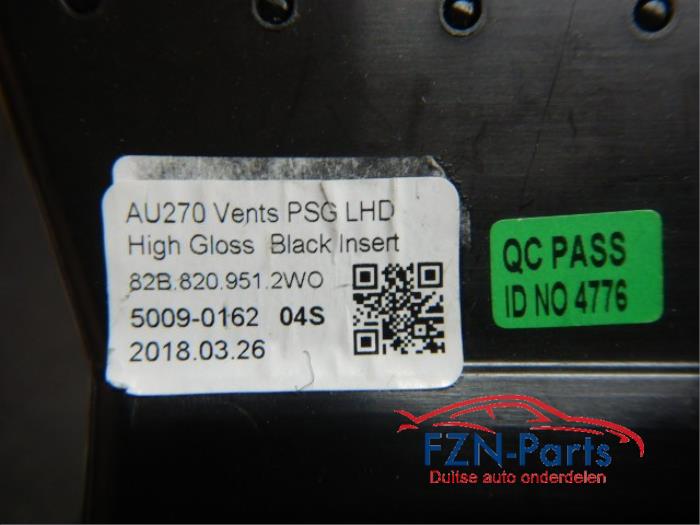 AU270 Vents PSG LHD
High Gloss Black Insert
82B.820.951.2WO
5009-0162 04S
2018.03.26
QC PASS
ID NO 4776
FZN-Parts
Duitse auto onderdelen